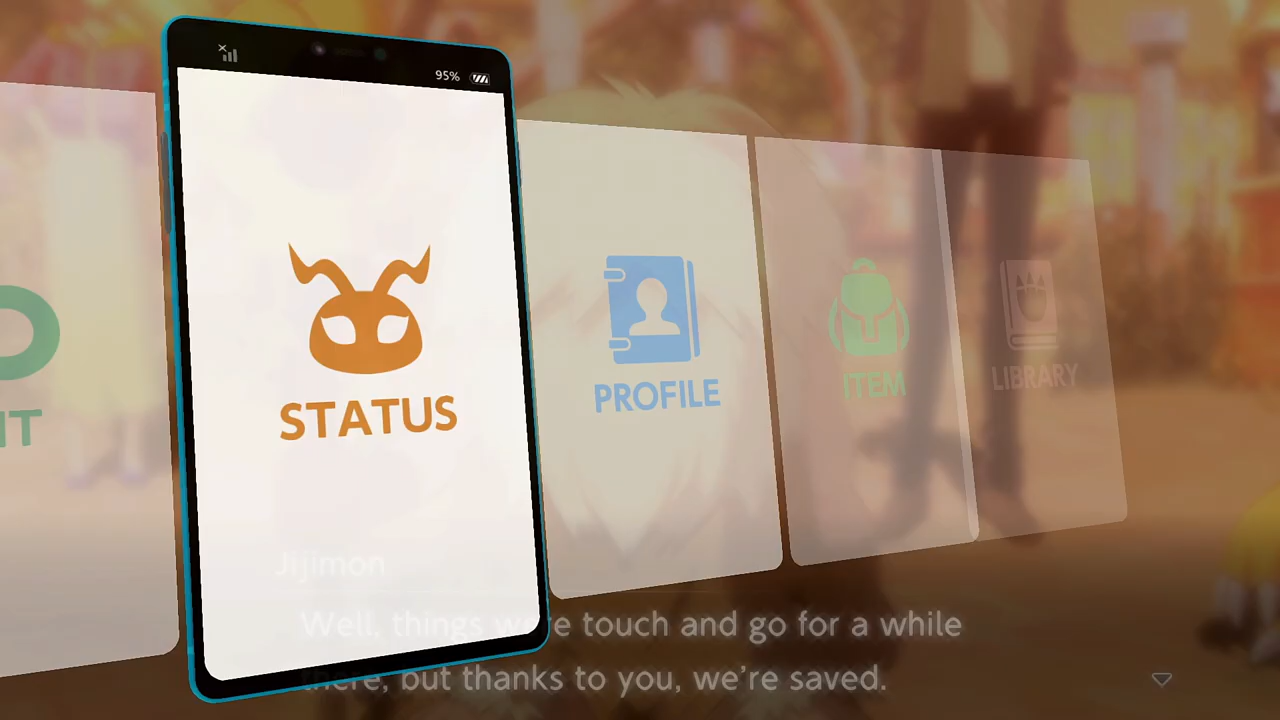 95%
STATUS
PROFILE
ITEM
LIBRARY
Jijimon
Well, things were touch and go for a while
there, but thanks to you, we're saved.